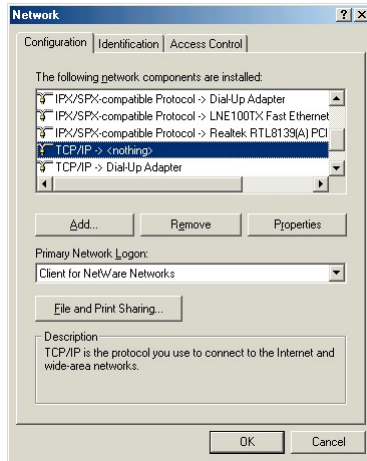 Network
? X
Configuration Identification Access Control
The following network components are installed:
IPX/SPX-compatible Protocol -> Dial-Up Adapter
IPX/SPX-compatible Protocol -> LNE100TX Fast Ethernet
IPX/SPX-compatible Protocol -> Realtek RTL8139(A) PCI
TCP/IP -> <nothing>
TCP/IP -> Dial-Up Adapter
Add... Remove Properties
Primary Network Logon:
Client for NetWare Networks
File and Print Sharing...
Description
TCP/IP is the protocol you use to connect to the Internet and
wide-area networks.
OK Cancel